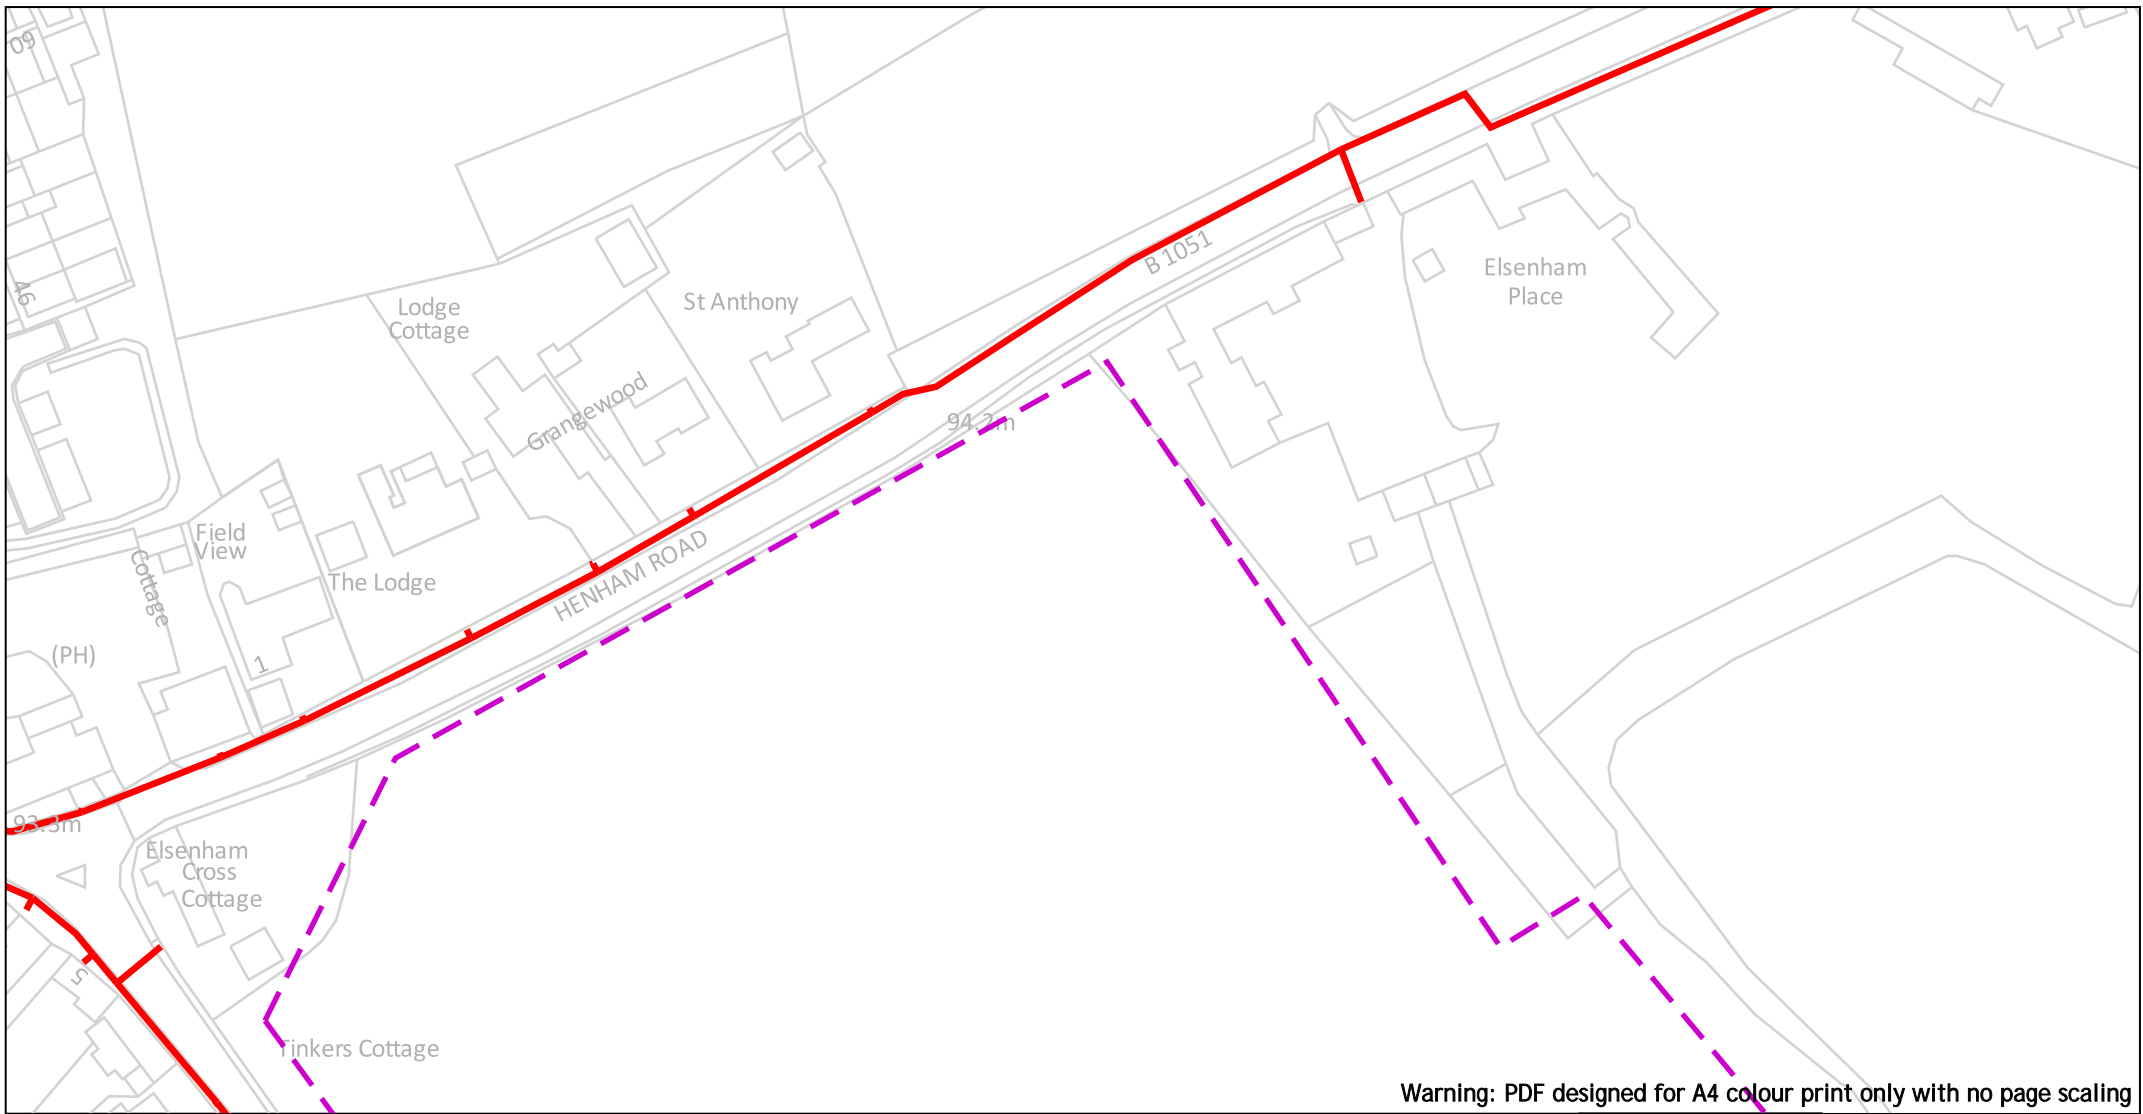 60
46
Lodge
Cottage
St Anthony
B 1051
Elsenham
Place
Grangewood
94.2m
Field
View
Cottage
The Lodge
HENHAM ROAD
(PH)
1
93.3m
Elsenham
Cross
Cottage
5
Tinkers Cottage
Warning: PDF designed for A4 colour print only with no page scaling